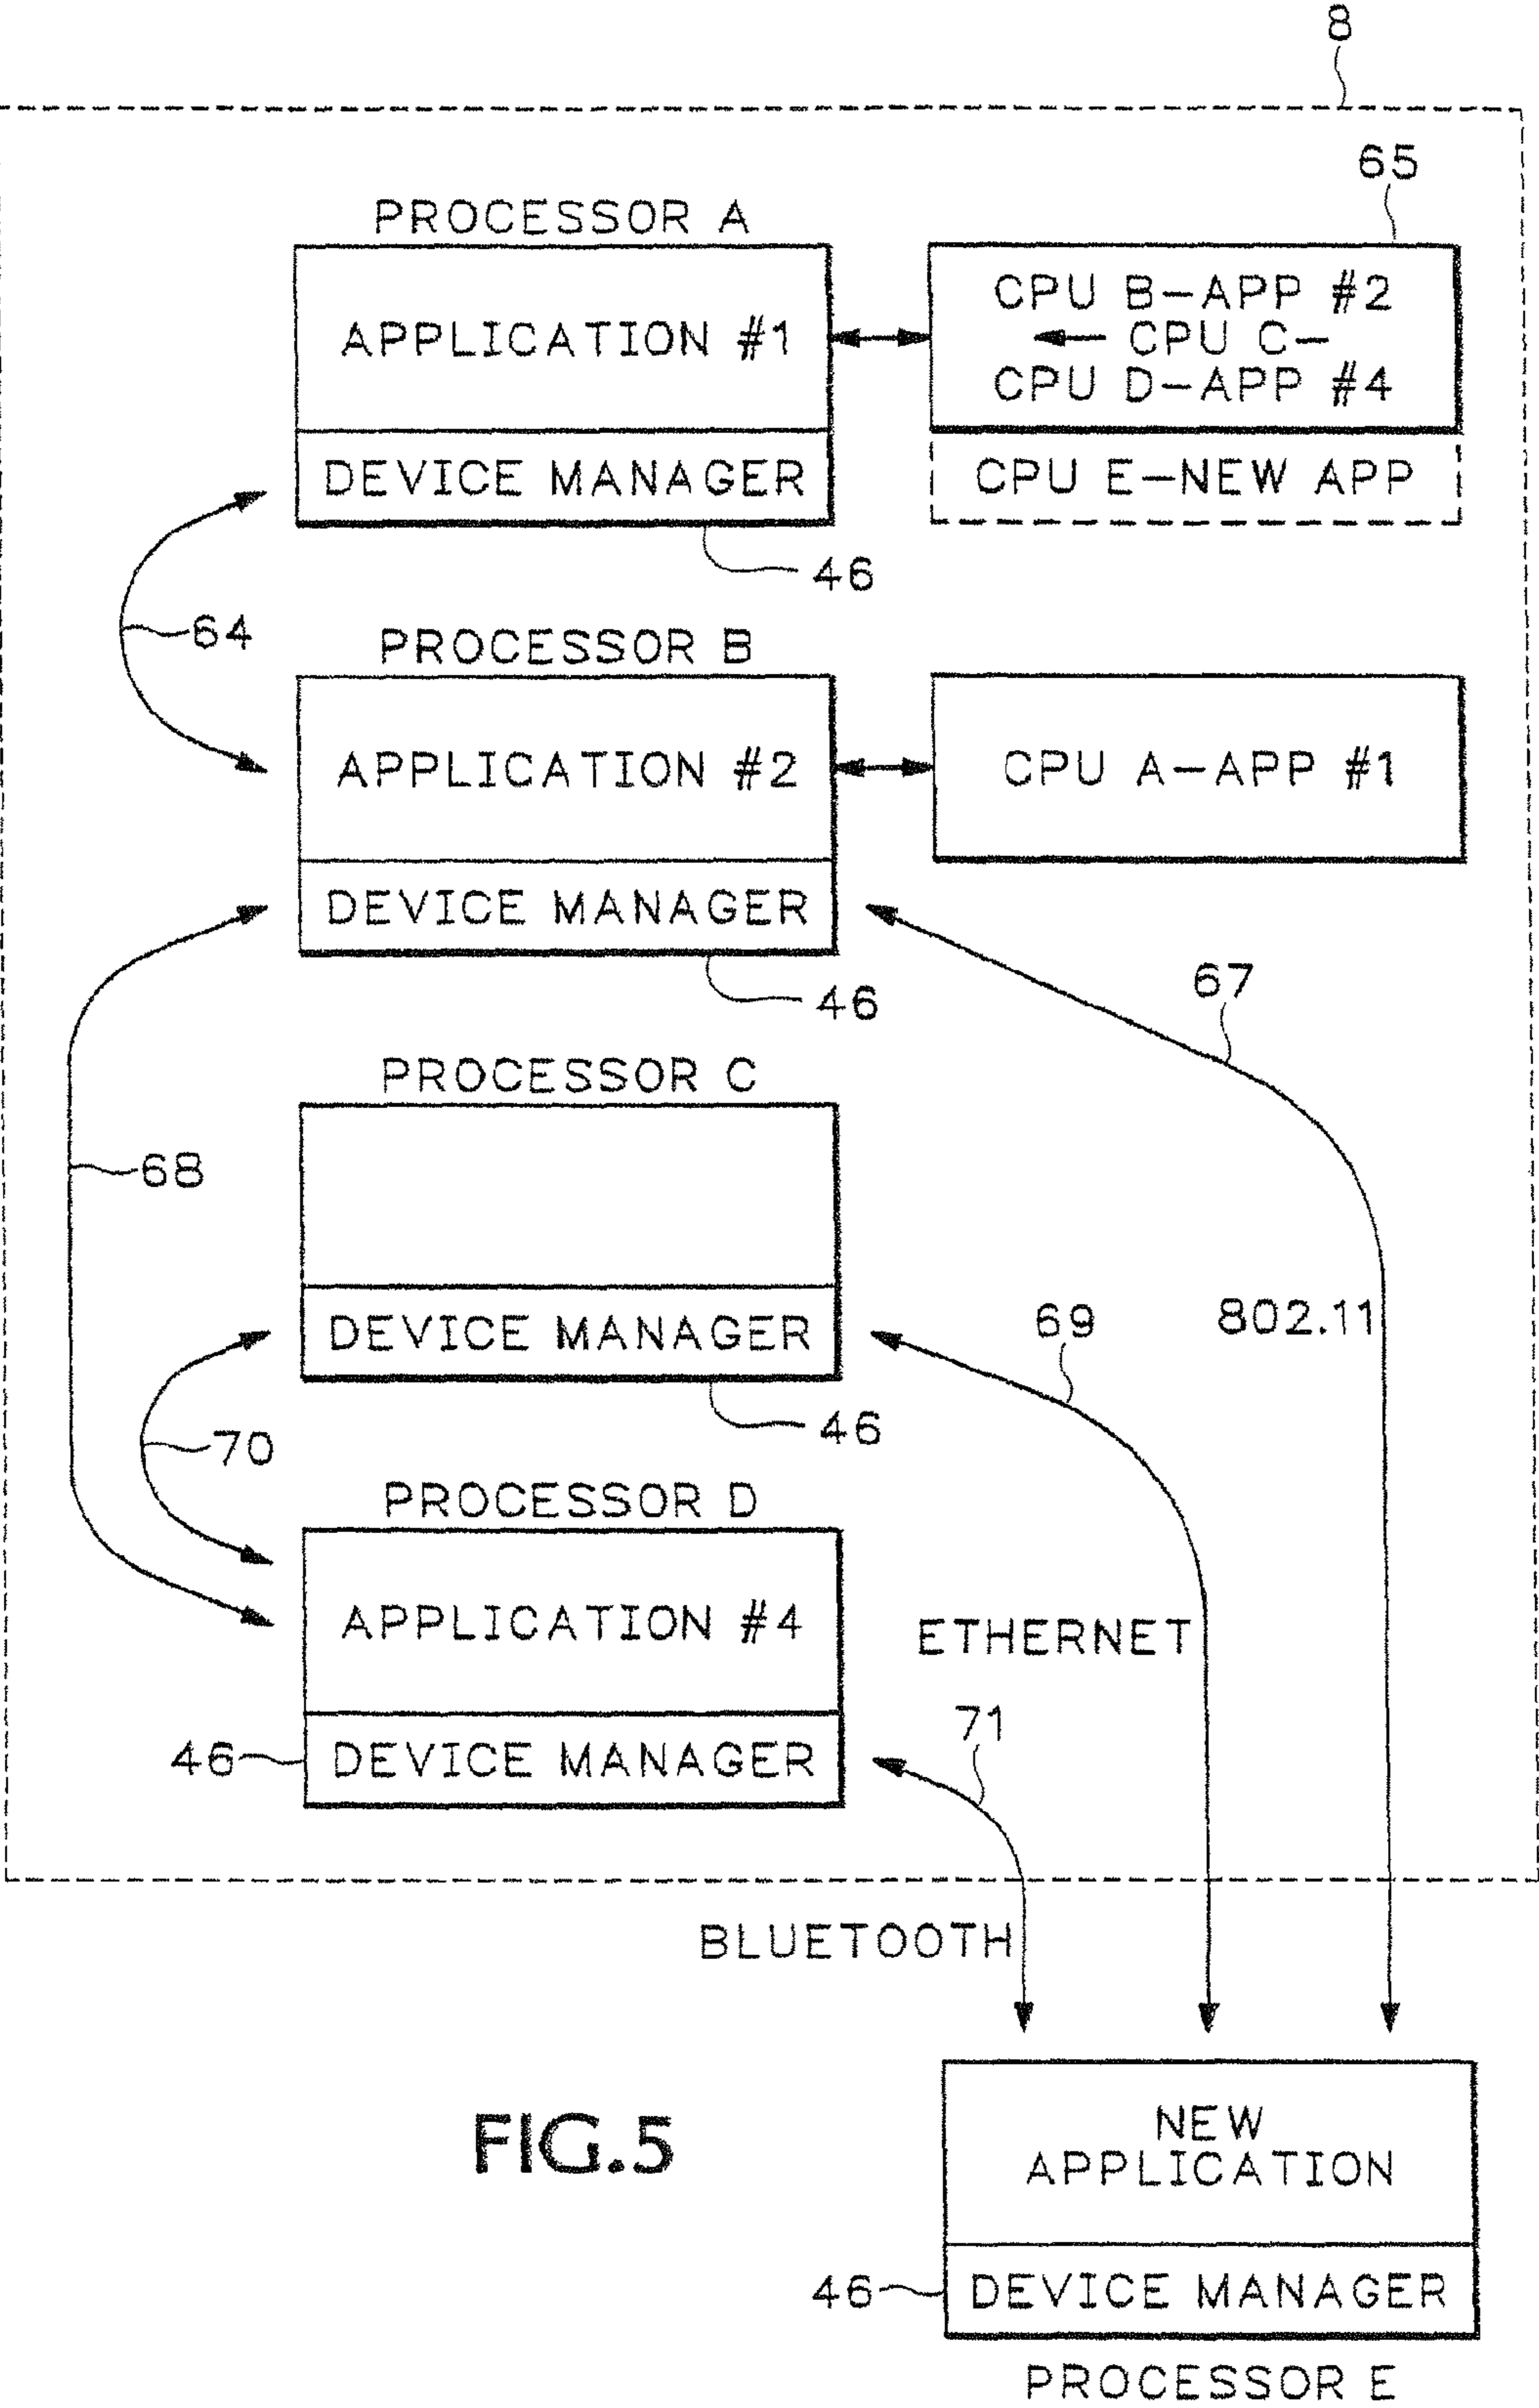 8
65
PROCESSOR A
APPLICATION #1
CPU B-APP #2
CPU C-
CPU D-APP #4
DEVICE MANAGER
CPU E-NEW APP
46
64
PROCESSOR B
APPLICATION #2
CPU A-APP #1
DEVICE MANAGER
46
67
PROCESSOR C
68
DEVICE MANAGER
69
802.11
46
70
PROCESSOR D
APPLICATION #4
ETHERNET
71
46
DEVICE MANAGER
BLUETOOTH
NEW
APPLICATION
FIG.5
46
DEVICE MANAGER
PROCESSOR E